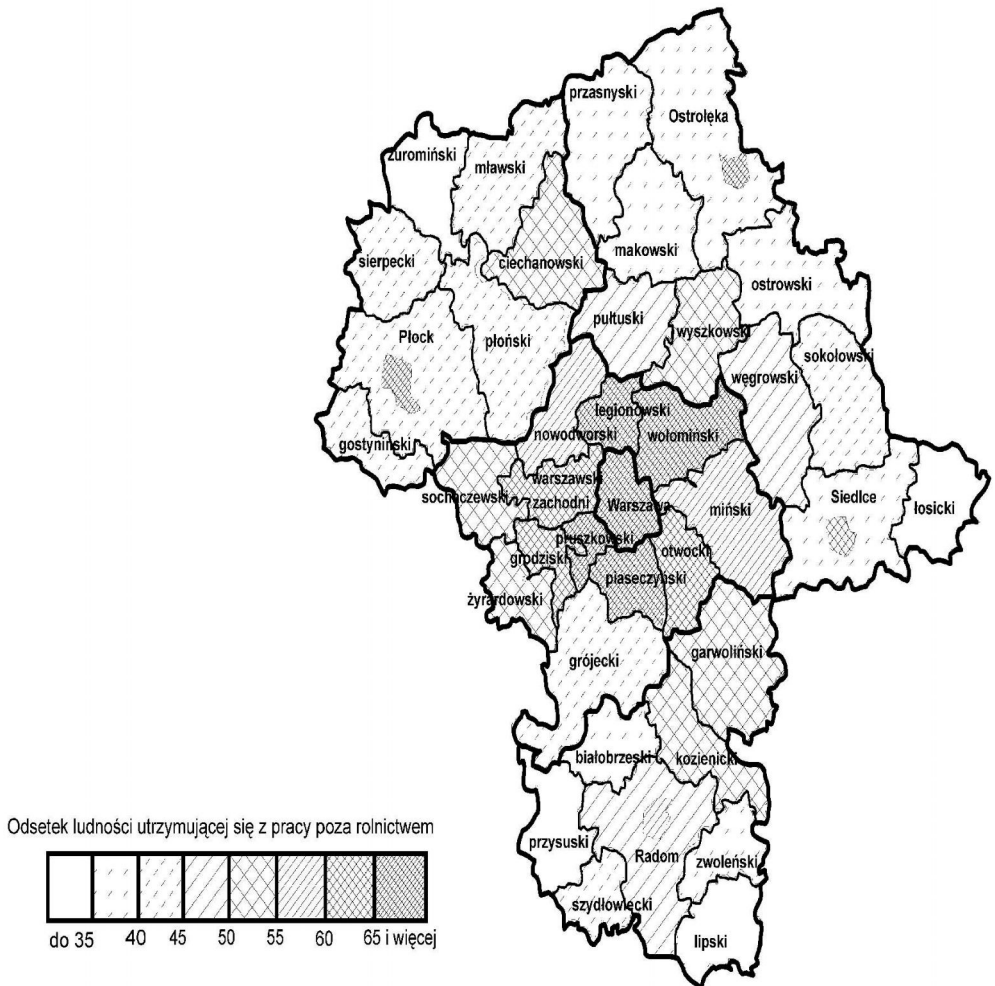 przasnyski
Ostrołęka
żuromiński
mławski
ciechanowski
makowski
sierpecki
ostrowski
Płock
płoński
pułtuski
wyszkowski
sokołowski
węgrowski
legionowski
gostyniński
nowodworski
wołomiński
sochaczewski
warszawski
zachodni
Warszawa
miński
Siedlce
łosicki
pruszkowski
grodziski
otwocki
piaseczyński
żyrardowski
garwoliński
grójecki
białobrzeski
kozienicki
Odsetek ludności utrzymującej się z pracy poza rolnictwem
przysuski
Radom
zwoleński
szydłowiecki
do 35 40 45 50 55 60 65 i więcej
lipski